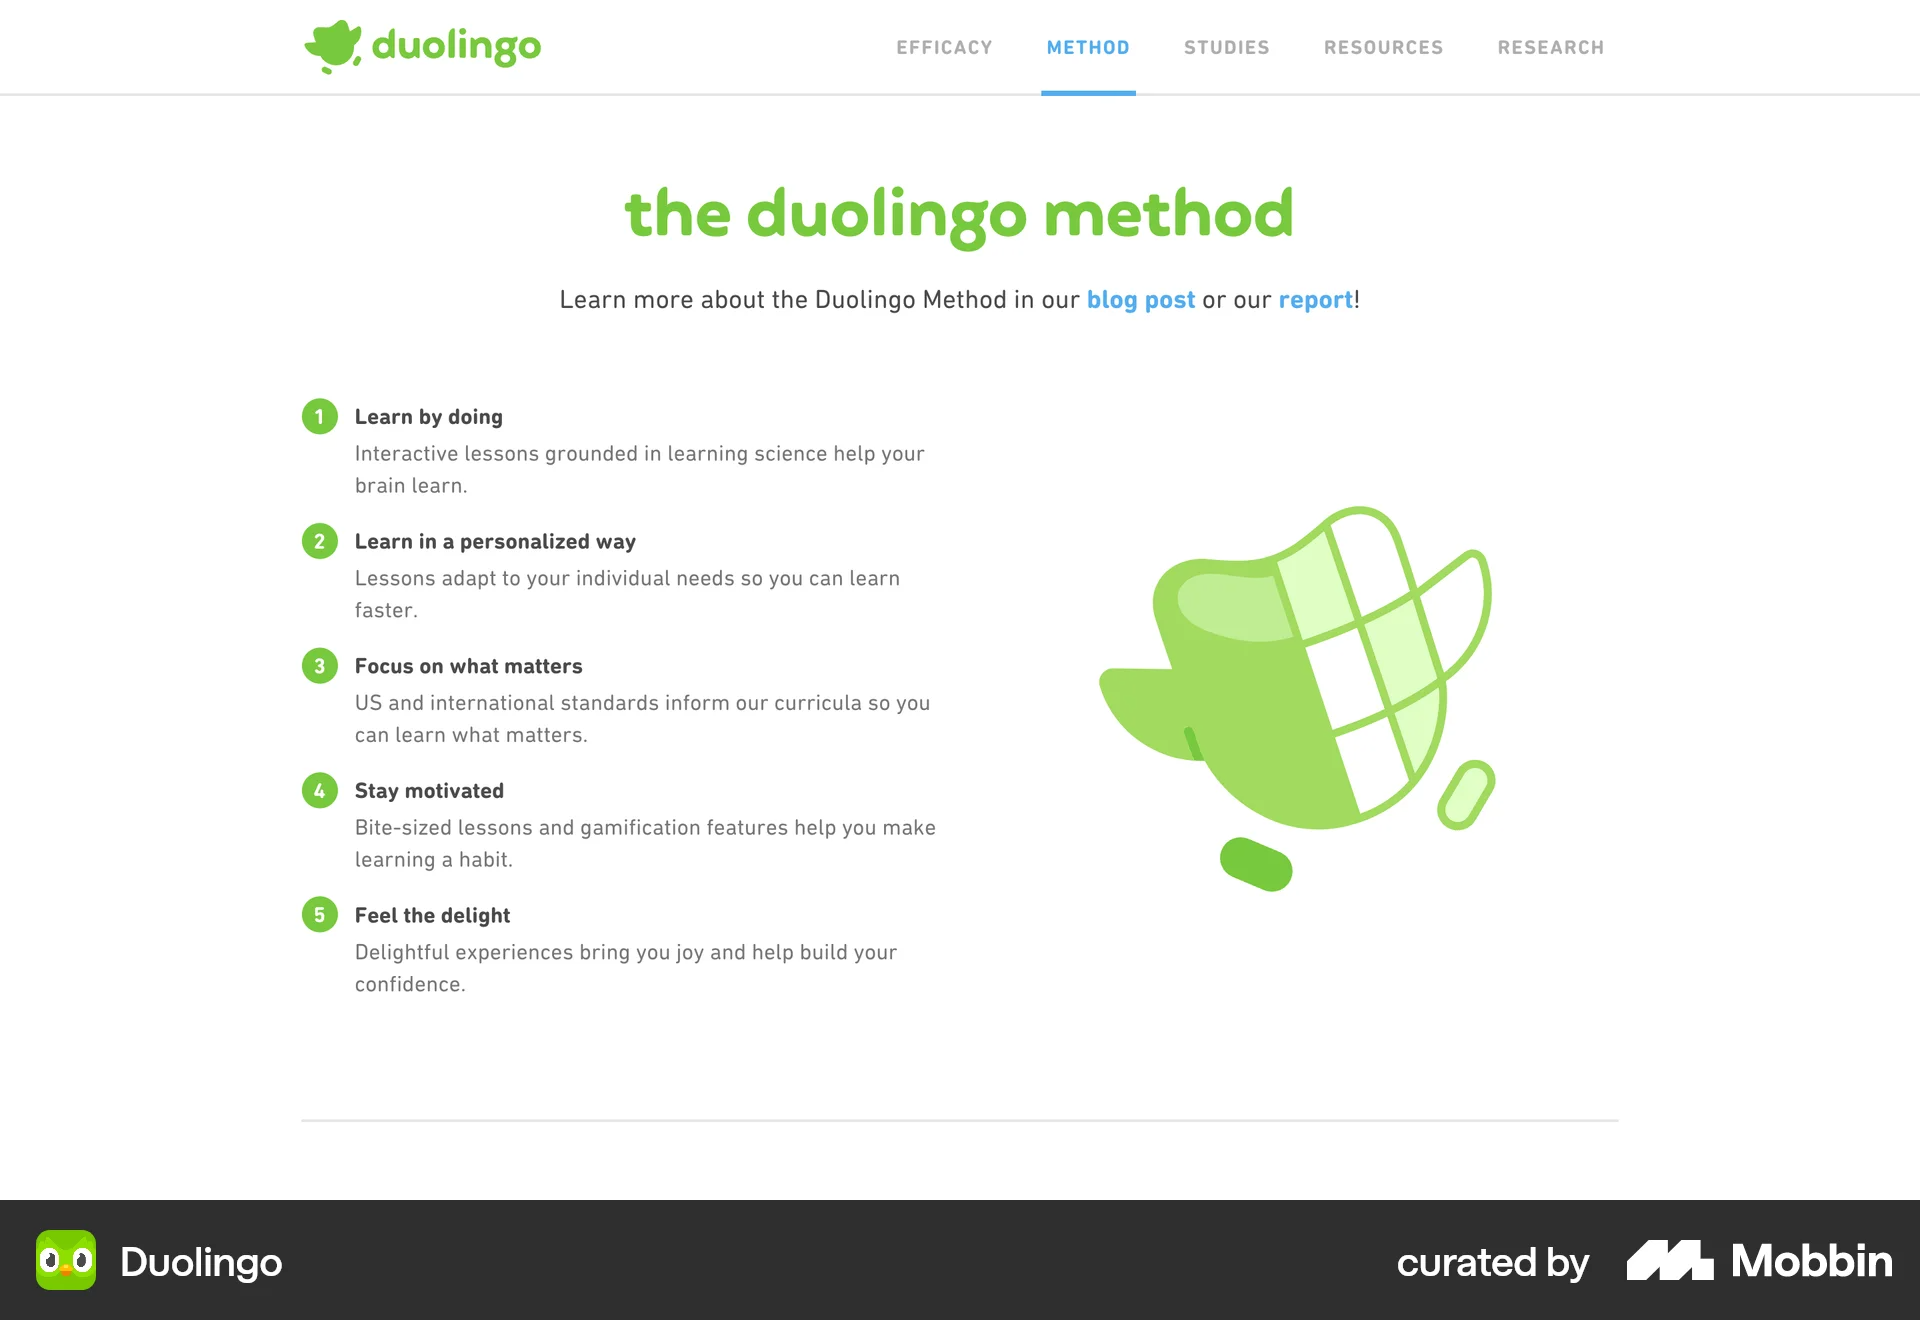 duolingo
EFFICACY METHOD STUDIES RESOURCES RESEARCH
the duolingo method
Learn more about the Duolingo Method in our blog post or our report!
1 Learn by doing
Interactive lessons grounded in learning science help your
brain learn.
2 Learn in a personalized way
Lessons adapt to your individual needs so you can learn
faster.
3 Focus on what matters
US and international standards inform our curricula so you
can learn what matters.
4 Stay motivated
Bite-sized lessons and gamification features help you make
learning a habit.
5 Feel the delight
Delightful experiences bring you joy and help build your
confidence.
Duolingo
curated by Mobbin